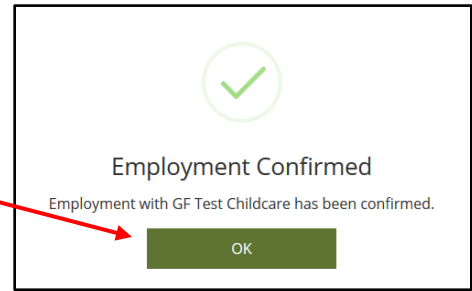 Employment Confirmed
Employment with GF Test Childcare has been confirmed.
OK